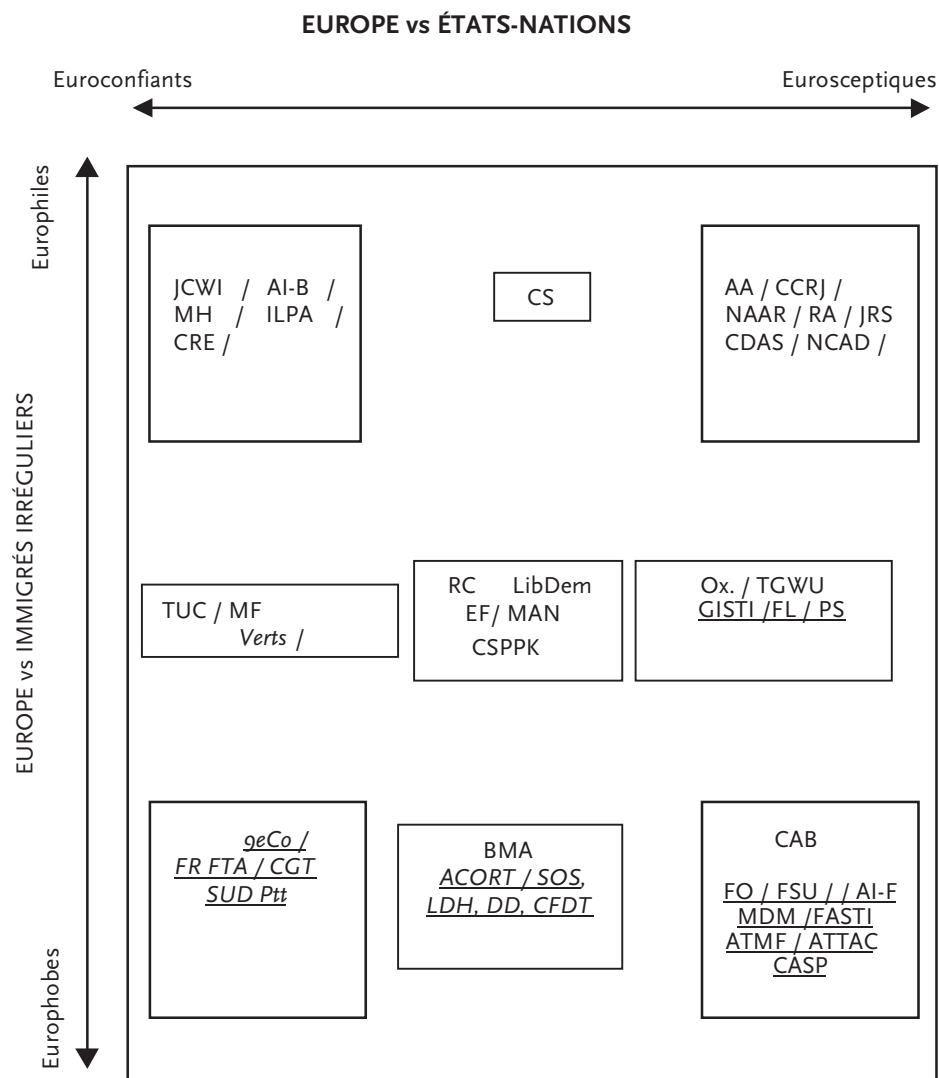 EUROPE vs ÉTATS-NATIONS
Euroconfiants
Eurosceptiques
Europhiles
EUROPE vs IMMIGRÉS IRRÉGULIERS
Europhobes
JCWI / AI-B /
MH / ILPA /
CRE /
CS
AA / CCRJ /
NAAR / RA / JRS
CDAS / NCAD /
TUC / MF
Verts /
RC LibDem
EF/ MAN
CSPPK
Ox. / TGWU
GISTI /FL / PS
9eCo /
FR FTA / CGT
SUD Ptt
BMA
ACORT / SOS,
LDH, DD, CFDT
CAB
FO / FSU / / AI-F
MDM /FASTI
ATMF / ATTAC
CASP